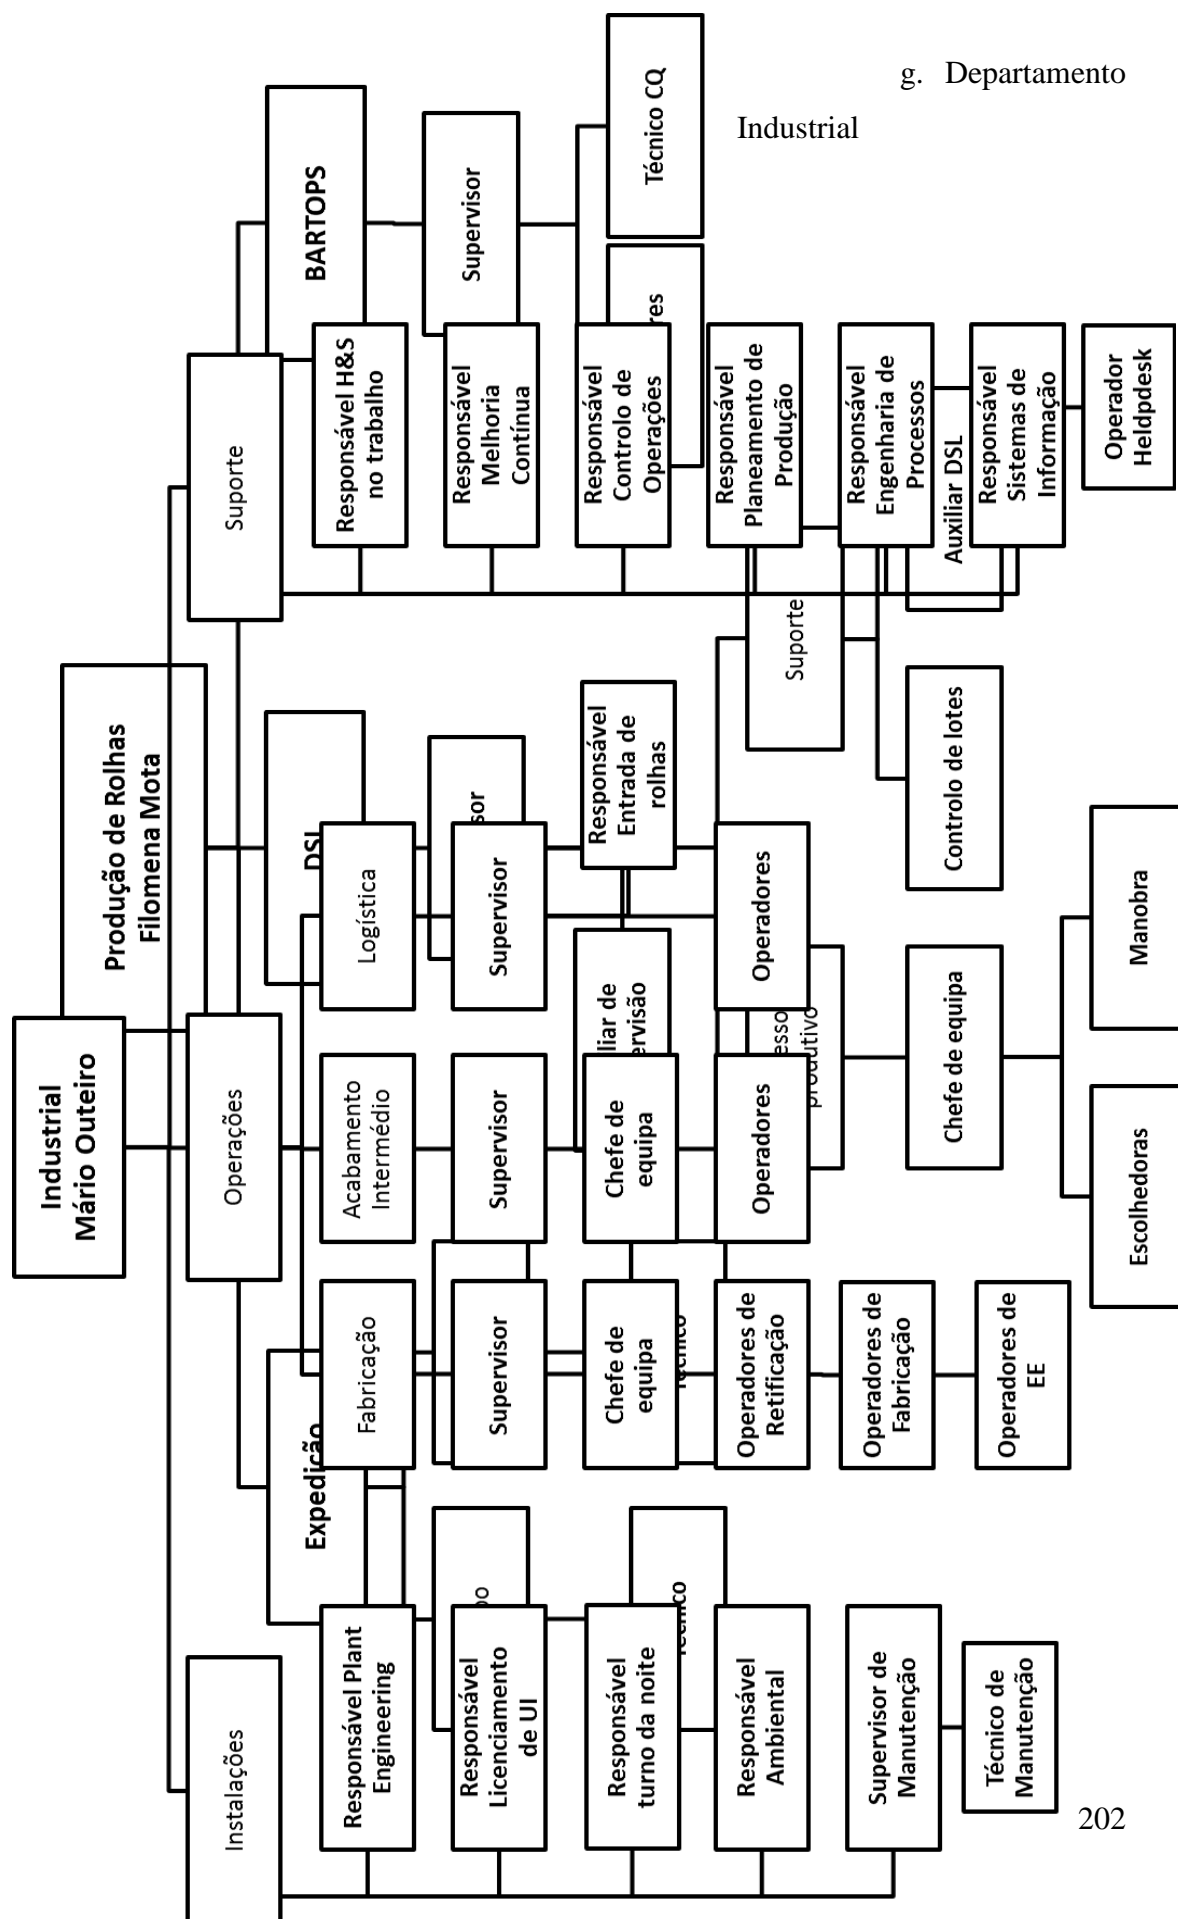 g. Departamento
Industrial
Industrial
Mário Outeiro
Produção de Rolhas
Filomena Mota
Instalações
Operações
Suporte
Expedição
DSL
BARTOPS
Responsável Plant
Engineering
Fabricação
Acabamento
Intermédio
Logística
Responsável H&S
no trabalho
Responsável
Licenciamento
de UI
Supervisor
Supervisor
Supervisor
Responsável
Melhoria
Contínua
Supervisor
Responsável
turno da noite
Chefe de
equipa
Chefe de
equipa
Responsável
Entrada de
rolhas
Responsável
Controlo de
Operações
Técnico CQ
Responsável
Ambiental
Operadores de
Retificação
Operadores
Operadores
produtivo
Suporte
Responsável
Planeamento de
Produção
Supervisor de
Manutenção
Operadores de
Fabricação
Chefe de equipa
Controlo de lotes
Auxiliar DSL
Responsável
Engenharia de
Processos
Técnico de
Manutenção
Operadores de
EE
Responsável
Sistemas de
Informação
Escolhedoras
Manobra
Operador
Heldpdesk
202